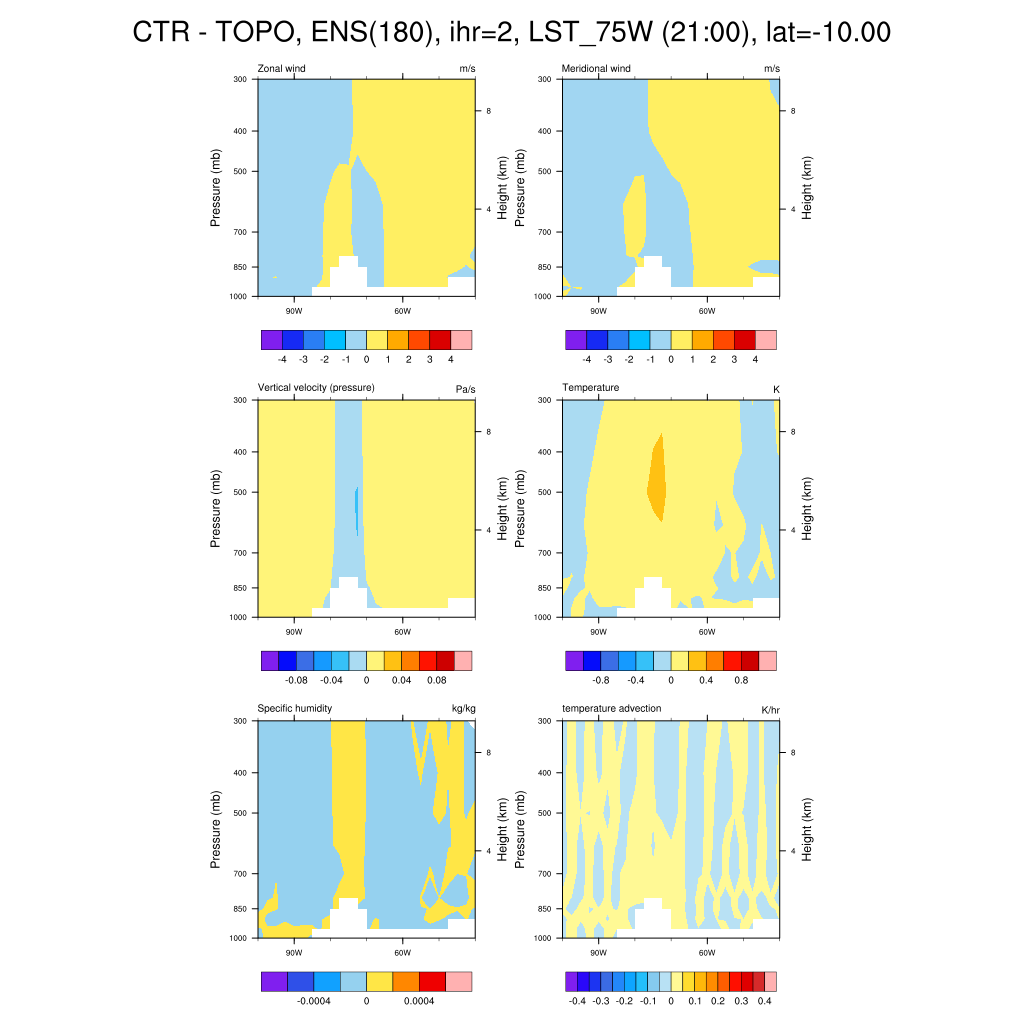 CTR - TOPO, ENS(180), ihr=2, LST_75W (21:00), lat=-10.00
Zonal wind m/s
300
400
500
700
850
1000
Pressure (mb)
8
4
Height (km)
90W 60W
-4 -3 -2 -1 0 1 2 3 4
Meridional wind m/s
300
400
500
700
850
1000
Pressure (mb)
8
4
Height (km)
90W 60W
-4 -3 -2 -1 0 1 2 3 4
Vertical velocity (pressure) Pa/s
300
400
500
700
850
1000
Pressure (mb)
8
4
Height (km)
90W 60W
-0.08 -0.04 0 0.04 0.08
Temperature K
300
400
500
700
850
1000
Pressure (mb)
8
4
Height (km)
90W 60W
-0.8 -0.4 0 0.4 0.8
Specific humidity kg/kg
300
400
500
700
850
1000
Pressure (mb)
8
4
Height (km)
90W 60W
-0.0004 0 0.0004
temperature advection K/hr
300
400
500
700
850
1000
Pressure (mb)
8
4
Height (km)
90W 60W
-0.4 -0.3 -0.2 -0.1 0 0.1 0.2 0.3 0.4